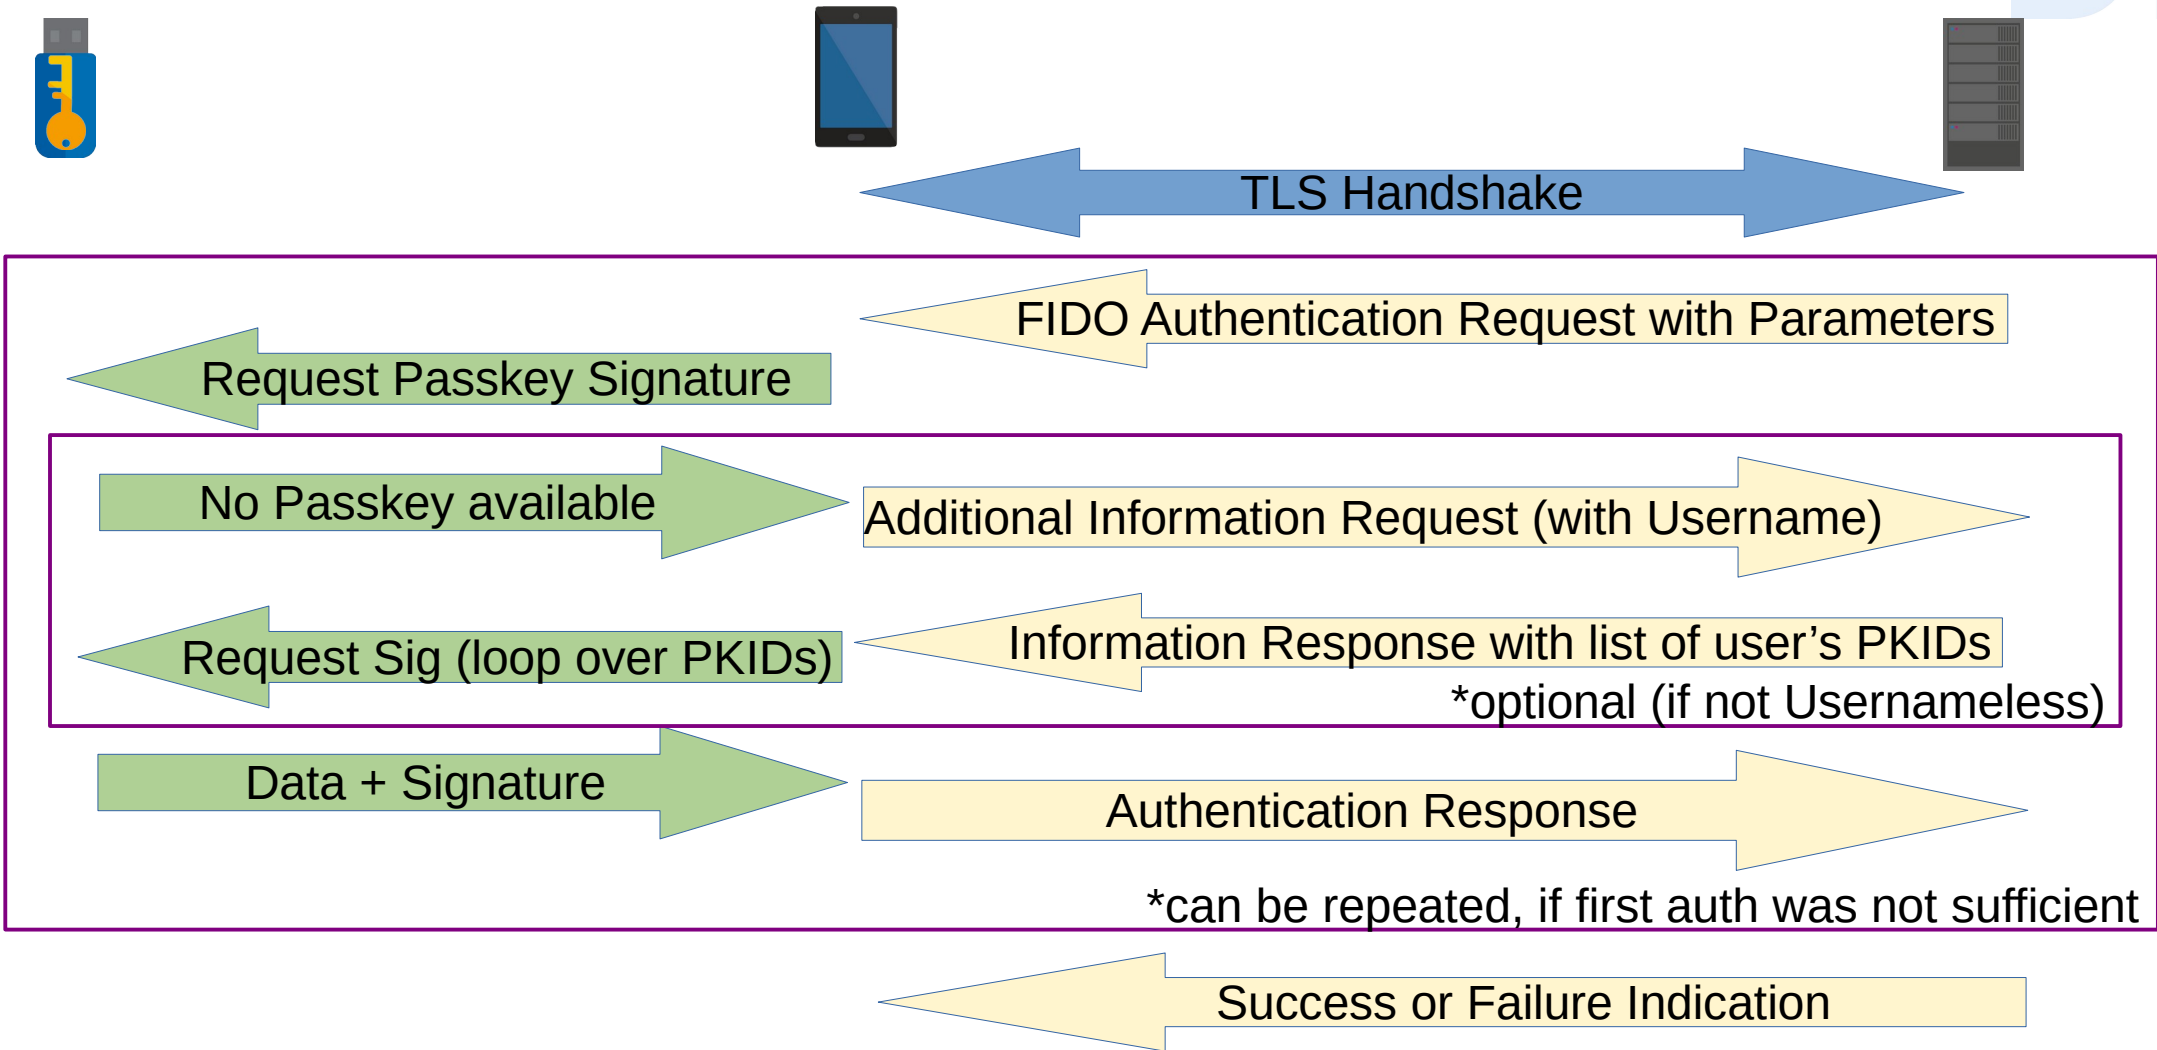 TLS Handshake
FIDO Authentication Request with Parameters
Request Passkey Signature
No Passkey available
Additional Information Request (with Username)
Information Response with list of user’s PKIDs
Request Sig (loop over PKIDs)
*optional (if not Usernameless)
Data + Signature
Authentication Response
*can be repeated, if first auth was not sufficient
Success or Failure Indication